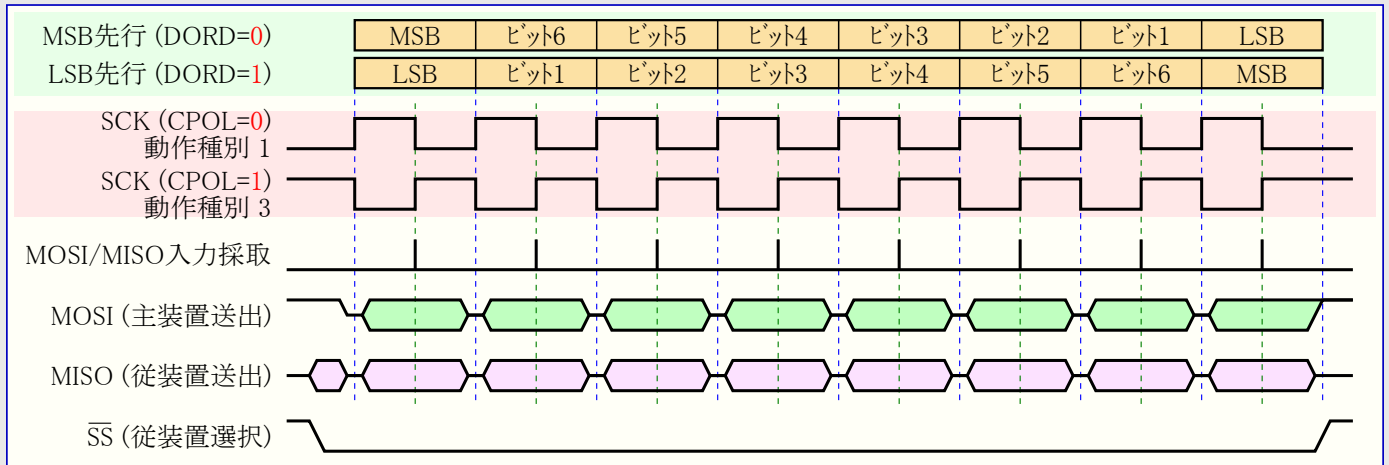 MSB先行 (DORD=0) MSB ﾋﾞｯﾄ6 ﾋﾞｯﾄ5 ﾋﾞｯﾄ4 ﾋﾞｯﾄ3 ﾋﾞｯﾄ2 ﾋﾞｯﾄ1 LSB
LSB先行 (DORD=1) LSB ﾋﾞｯﾄ1 ﾋﾞｯﾄ2 ﾋﾞｯﾄ3 ﾋﾞｯﾄ4 ﾋﾞｯﾄ5 ﾋﾞｯﾄ6 MSB
SCK (CPOL=0)
動作種別 1
SCK (CPOL=1)
動作種別 3
MOSI/MISO入力採取
MOSI (主装置送出)
MISO (従装置送出)
S̅S̅ (従装置選択)